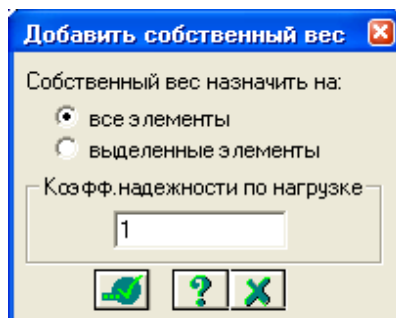 Добавить собственный вес
Собственный вес назначить на:
все элементы
выделенные элементы
Коэфф.надежности по нагрузке
1
?